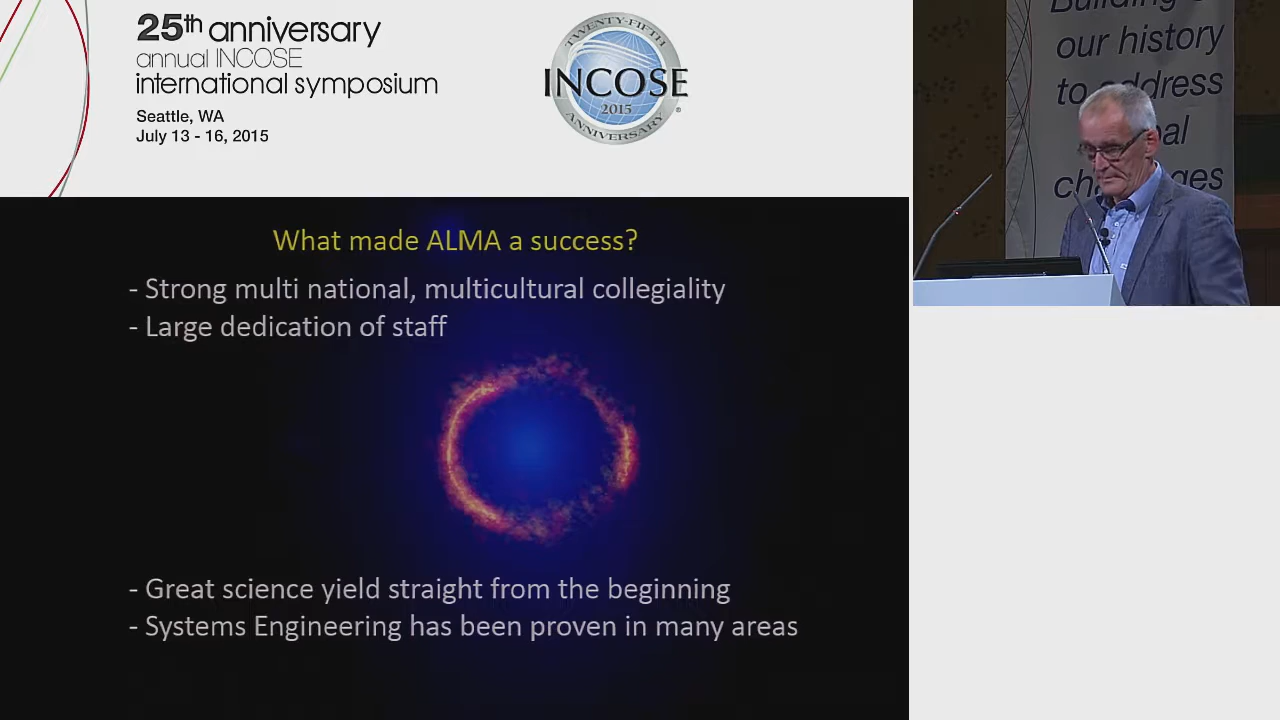 25th anniversary
annual INCOSE
international symposium
Seattle, WA
July 13 - 16, 2015
TWENTY-FIFTH
INCOSE
2015
ANNIVERSARY
Building
our history
to address
What made ALMA a success?
- Strong multi national, multicultural collegiality
- Large dedication of staff
- Great science yield straight from the beginning
- Systems Engineering has been proven in many areas